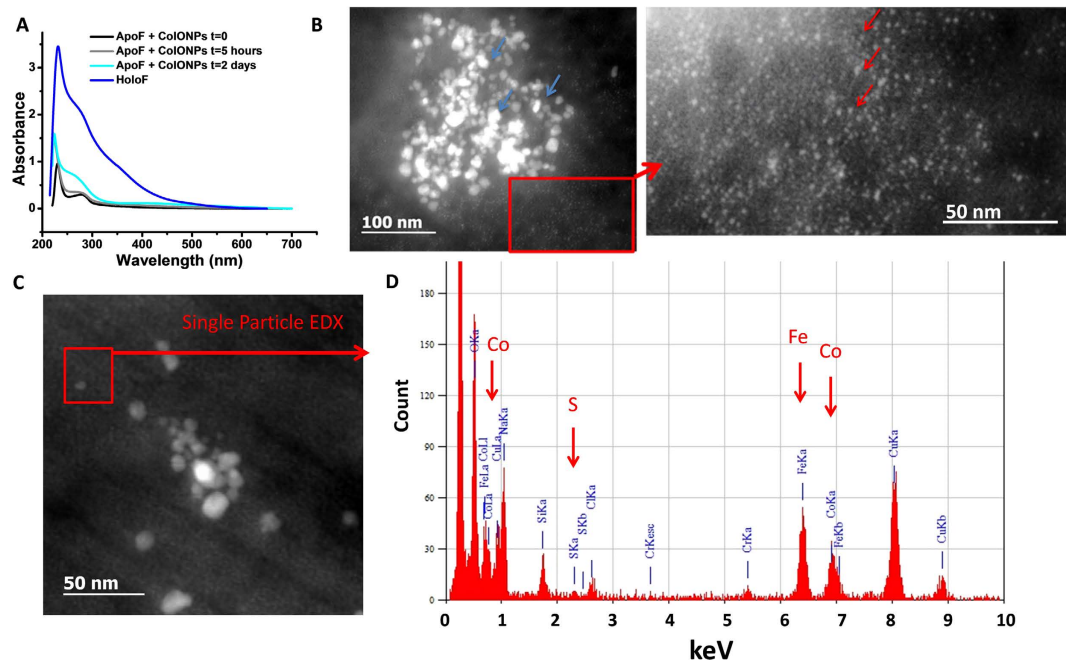 A
ApoF + CoIONPs t=0
ApoF + CoIONPs t=5 hours
ApoF + CoIONPs t=2 days
HoloF
Absorbance
3
2
1
0
200 300 400 500 600 700
Wavelength (nm)
B
100 nm
50 nm
C
Single Particle EDX
50 nm
D
Count
180
150
120
90
60
30
0
OKa
Co
FeLa CoLl
CoLa
CuLa
NaKa
SiKa
S
SKa
SKb
ClKa
CrKesc
CrKa
Fe
FeKa
Co
CoKa
FeKb
CuKa
CuKb
0 1 2 3 4 5 6 7 8 9 10
keV